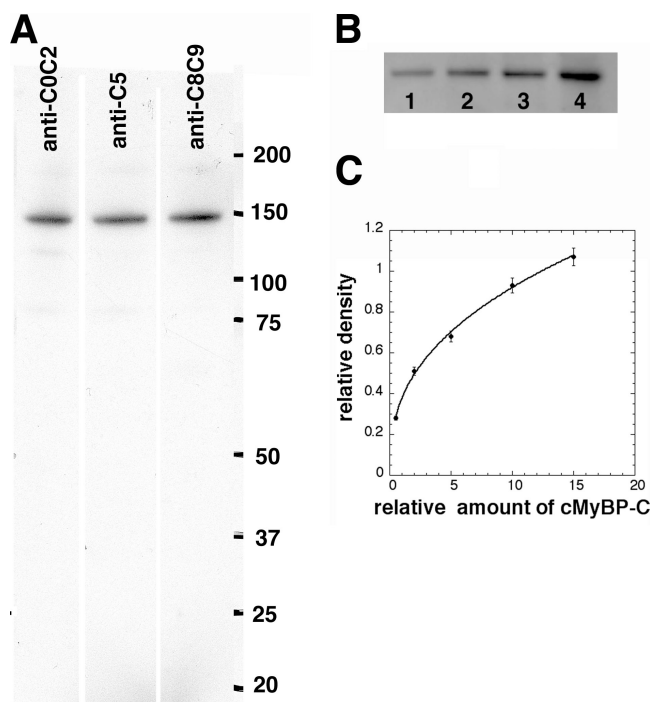 A
anti-C0C2
anti-C5
anti-C8C9
200
150
100
75
50
37
25
20
B
1 2 3 4
C
relative density
1.2
1
0.8
0.6
0.4
0.2
0
0 5 10 15 20
relative amount of cMyBP-C